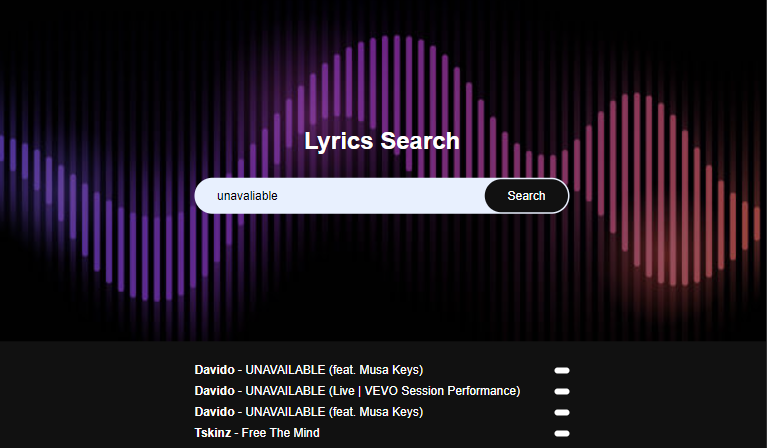 Lyrics Search
unavaliable Search
Davido - UNAVAILABLE (feat. Musa Keys)
Davido - UNAVAILABLE (Live | VEVO Session Performance)
Davido - UNAVAILABLE (feat. Musa Keys)
Tskinz - Free The Mind